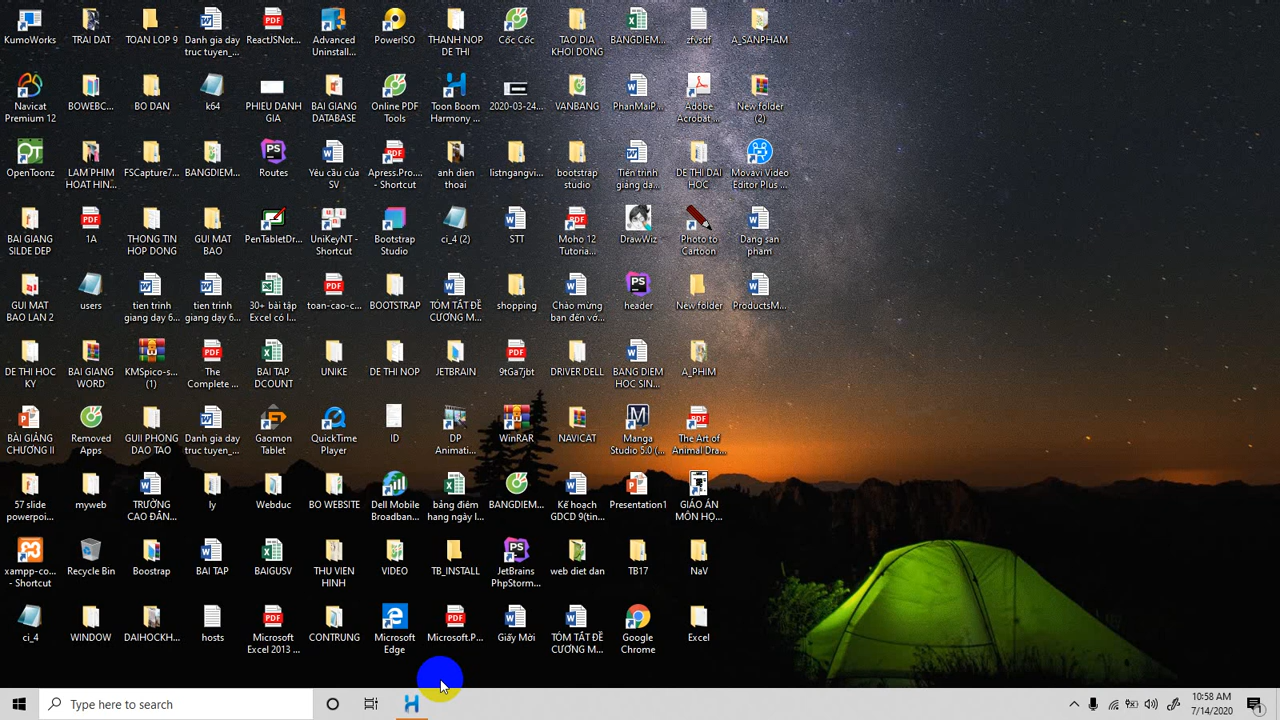 KumoWorks
TRAI DAT
TOAN LOP 9
Danh gia day
truc tuyen_...
ReactJSNot...
Advanced
Uninstall...
PowerISO
THANH NOP
DE THI
Cốc Cốc
TAO DIA
KHOI DONG
BANGDIEM...
zfvsdf
A_SANPHAM
Navicat
Premium 12
BOWEBC...
BO DAN
k64
PHIEU DANH
GIA
BAI GIANG
DATABASE
Online PDF
Tools
Toon Boom
Harmony ...
2020-03-24...
VANBANG
PhanMaiP...
Adobe
Acrobat...
New folder
(2)
OpenToonz
LAM PHIM
HOAT HIN...
FSCapture7...
BANGDIEM...
Routes
Yêu cầu của
SV
Apress.Pro...
- Shortcut
anh dien
thoai
listngangvi...
bootstrap
studio
Tiến trình
giảng dạ...
DE THI DAI
HOC
Movavi Video
Editor Plus ...
BAI GIANG
SILDE DEP
1A
THONG TIN
HOP DONG
GUI MAT
BAO
PenTabletDr...
UniKeyNT -
Shortcut
Bootstrap
Studio
ci_4 (2)
STT
Moho 12
Tutoria...
DrawWiz
Photo to
Cartoon
Dang san
pham
GUI MAT
BAO LAN 2
users
tien trinh
giang day 6...
tien trinh
giang day 6...
30+ bài tập
Excel có l...
toan-cao-c...
BOOTSTRAP
TÓM TẮT ĐỀ
CƯƠNG M...
shopping
Chào mừng
bạn đến vớ...
header
New folder
ProductsM...
DE THI HOC
KY
BAI GIANG
WORD
KMSpico-s...
(1)
The
Complete ...
BAI TAP
DCOUNT
UNIKE
DE THI NOP
JETBRAIN
9tGa7jbt
DRIVER DELL
BANG DIEM
HOC SIN...
A_PHIM
BÀI GIẢNG
HƯƠNG II
Removed
Apps
GUII PHONG
DAO TAO
Danh gia day
truc tuyen_...
Gaomon
Tablet
QuickTime
Player
ID
DP
Animati...
WinRAR
NAVICAT
Manga
Studio 5.0 (...
The Art of
Animal Dra...
57 slide
powerpoi...
myweb
TRƯỜNG
CAO ĐẲN...
ly
Webduc
BO WEBSITE
Dell Mobile
Broadban...
bảng điêm
hang ngày l...
BANGDIEM...
Kế hoạch
GDCD 9(tin...
Presentation1
GIÁO ÁN
MÔN HỌ...
xampp-co...
- Shortcut
Recycle Bin
Boostrap
BAI TAP
BAIGUSV
THU VIEN
HINH
VIDEO
TB_INSTALL
JetBrains
PhpStorm...
web diet dan
TB17
NaV
ci_4
WINDOW
DAIHOCKH...
hosts
Microsoft
Excel 2013 ...
CONTRUNG
Microsoft
Edge
Microsoft.P...
Giấy Mời
TÓM TẮT ĐỀ
CƯƠNG M...
Google
Chrome
Excel
Type here to search
10:58 AM
7/14/2020
1